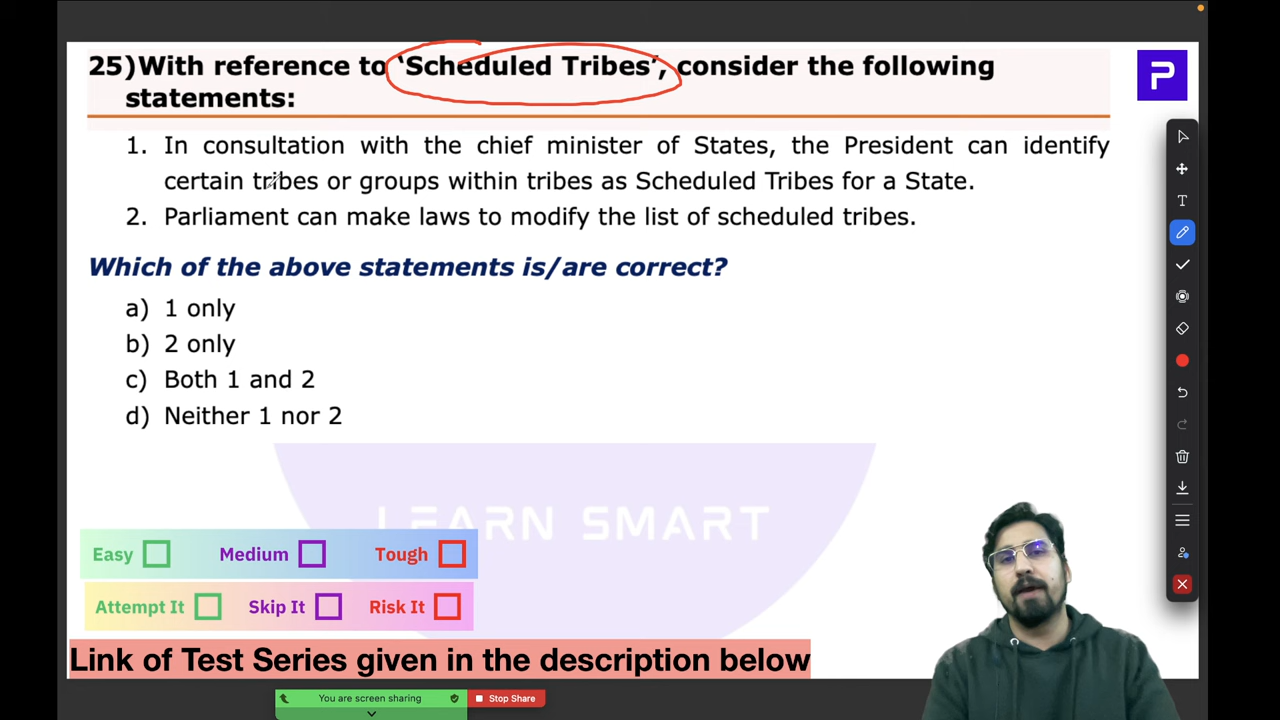 25)With reference to ‘Scheduled Tribes’, consider the following
statements:
1. In consultation with the chief minister of States, the President can identify
certain tribes or groups within tribes as Scheduled Tribes for a State.
2. Parliament can make laws to modify the list of scheduled tribes.
Which of the above statements is/are correct?
a) 1 only
b) 2 only
c) Both 1 and 2
d) Neither 1 nor 2
LEARN SMART
Easy Medium Tough
Attempt It Skip It Risk It
Link of Test Series given in the description below
You are screen sharing Stop Share